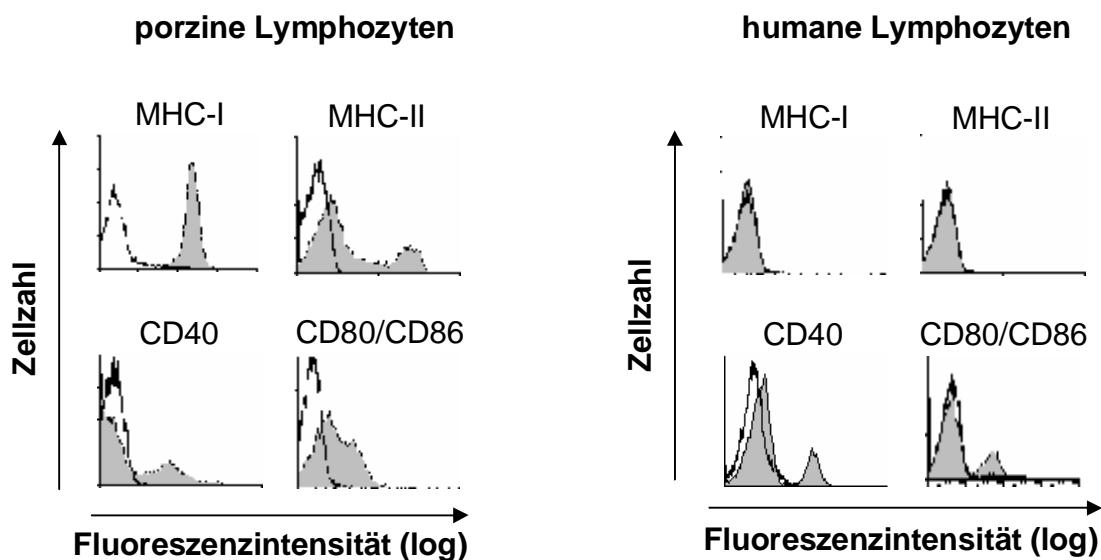 porzine Lymphozyten
humane Lymphozyten
MHC-I
MHC-II
MHC-I
MHC-II
Zellzahl
Zellzahl
CD40
CD80/CD86
CD40
CD80/CD86
Fluoreszenzintensität (log)
Fluoreszenzintensität (log)